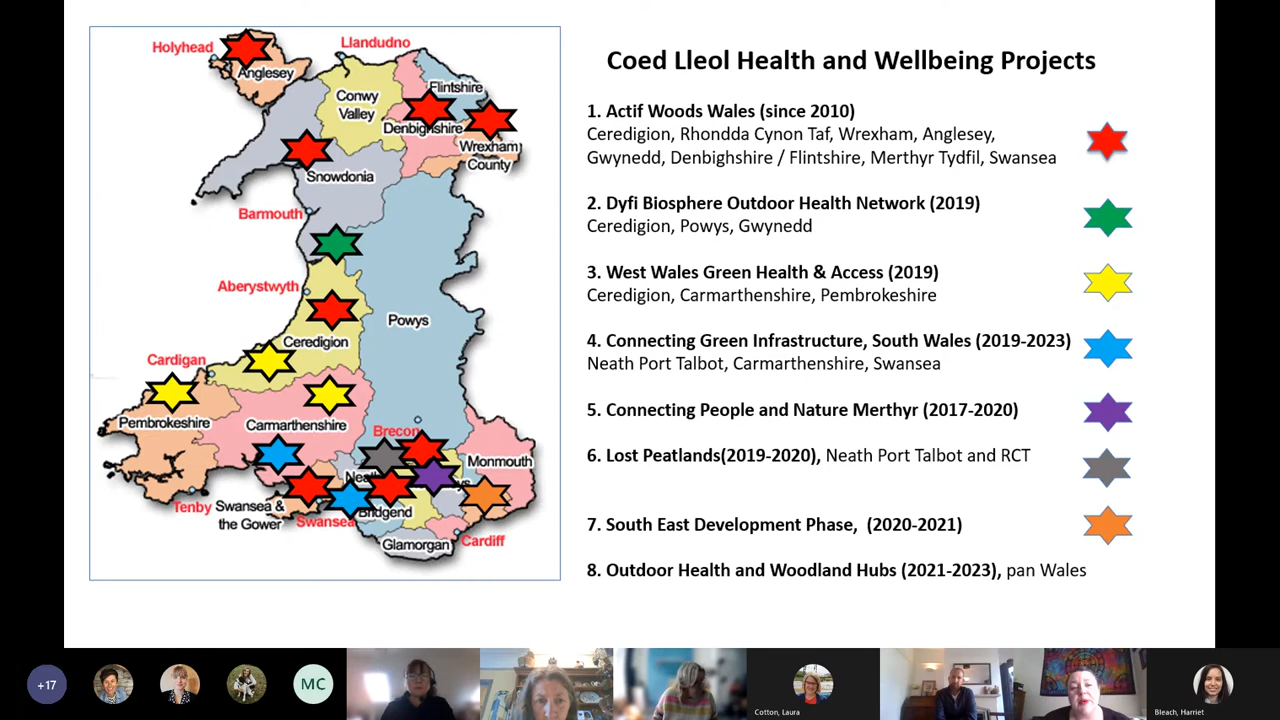 Holyhead
Anglesey
Llandudno
Conwy
Valley
Flintshire
Denbighshire
Wrexham
County
Snowdonia
Barmouth
Aberystwyth
Powys
Ceredigion
Cardigan
Pembrokeshire
Carmarthenshire
Brecon
Monmouth
Tenby
Swansea &
the Gower
Swansea
Bridgend
Glamorgan
Cardiff
Coed Lleol Health and Wellbeing Projects
1. Actif Woods Wales (since 2010)
Ceredigion, Rhondda Cynon Taf, Wrexham, Anglesey,
Gwynedd, Denbighshire / Flintshire, Merthyr Tydfil, Swansea
2. Dyfi Biosphere Outdoor Health Network (2019)
Ceredigion, Powys, Gwynedd
3. West Wales Green Health & Access (2019)
Ceredigion, Carmarthenshire, Pembrokeshire
4. Connecting Green Infrastructure, South Wales (2019-2023)
Neath Port Talbot, Carmarthenshire, Swansea
5. Connecting People and Nature Merthyr (2017-2020)
6. Lost Peatlands(2019-2020), Neath Port Talbot and RCT
7. South East Development Phase, (2020-2021)
8. Outdoor Health and Woodland Hubs (2021-2023), pan Wales
+17
MC
Cotton, Laura
Bleach, Harriet